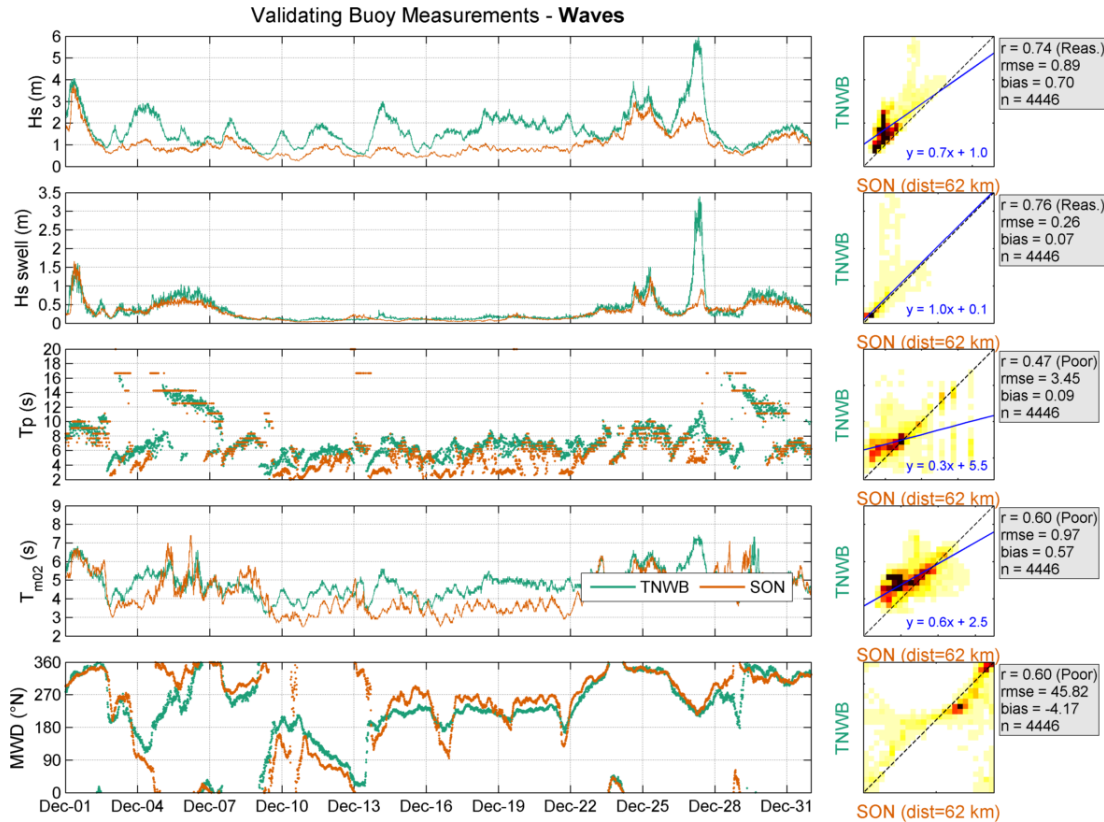 Validating Buoy Measurements - Waves
Hs (m)
6
5
4
3
2
1
0
TNWB
y = 0.7x + 1.0
SON (dist=62 km)
r = 0.74 (Reas.)
rmse = 0.89
bias = 0.70
n = 4446
Hs swell (m)
3.5
3
2.5
2
1.5
1
0.5
0
TNWB
y = 1.0x + 0.1
SON (dist=62 km)
r = 0.76 (Reas.)
rmse = 0.26
bias = 0.07
n = 4446
Tp (s)
20
18
16
14
12
10
8
6
4
2
TNWB
y = 0.3x + 5.5
SON (dist=62 km)
r = 0.47 (Poor)
rmse = 3.45
bias = 0.09
n = 4446
Tm02 (s)
9
8
7
6
5
4
3
2
TNWB SON
TNWB
y = 0.6x + 2.5
SON (dist=62 km)
r = 0.60 (Poor)
rmse = 0.97
bias = 0.57
n = 4446
MWD (°N)
360
270
180
90
0
Dec-01 Dec-04 Dec-07 Dec-10 Dec-13 Dec-16 Dec-19 Dec-22 Dec-25 Dec-28 Dec-31
TNWB
SON (dist=62 km)
r = 0.60 (Poor)
rmse = 45.82
bias = -4.17
n = 4446